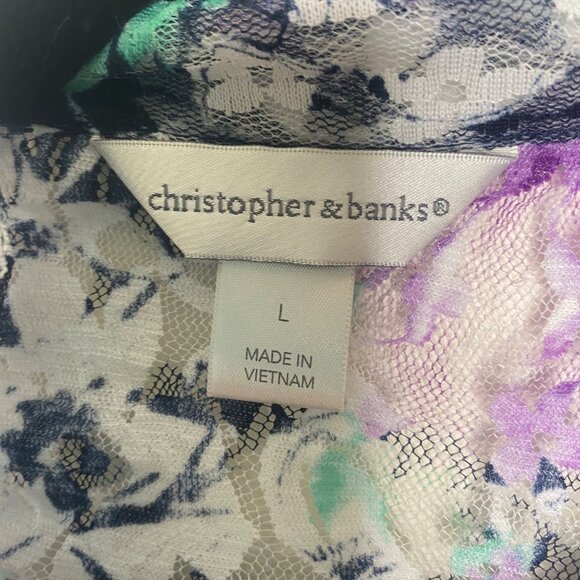 christopher & banks®
L
MADE IN
VIETNAM